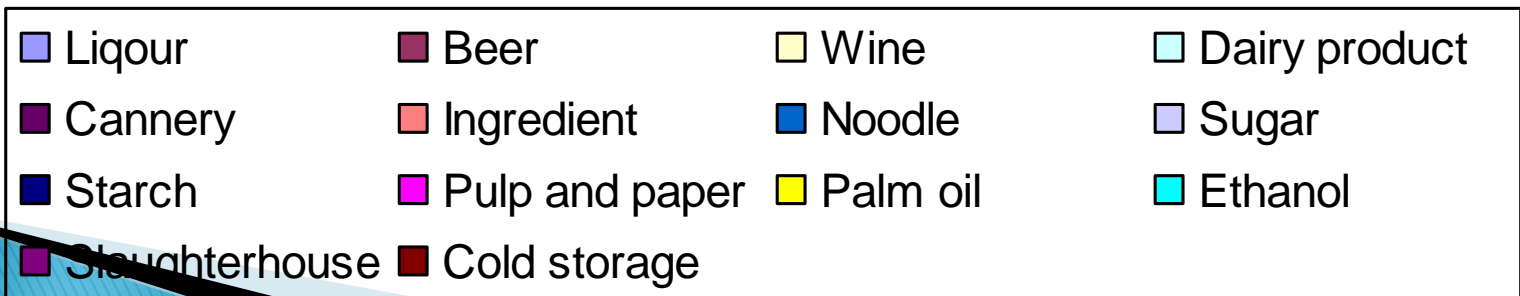 Liqour Beer Wine Dairy product
Cannery Ingredient Noodle Sugar
Starch Pulp and paper Palm oil Ethanol
Slaughterhouse Cold storage